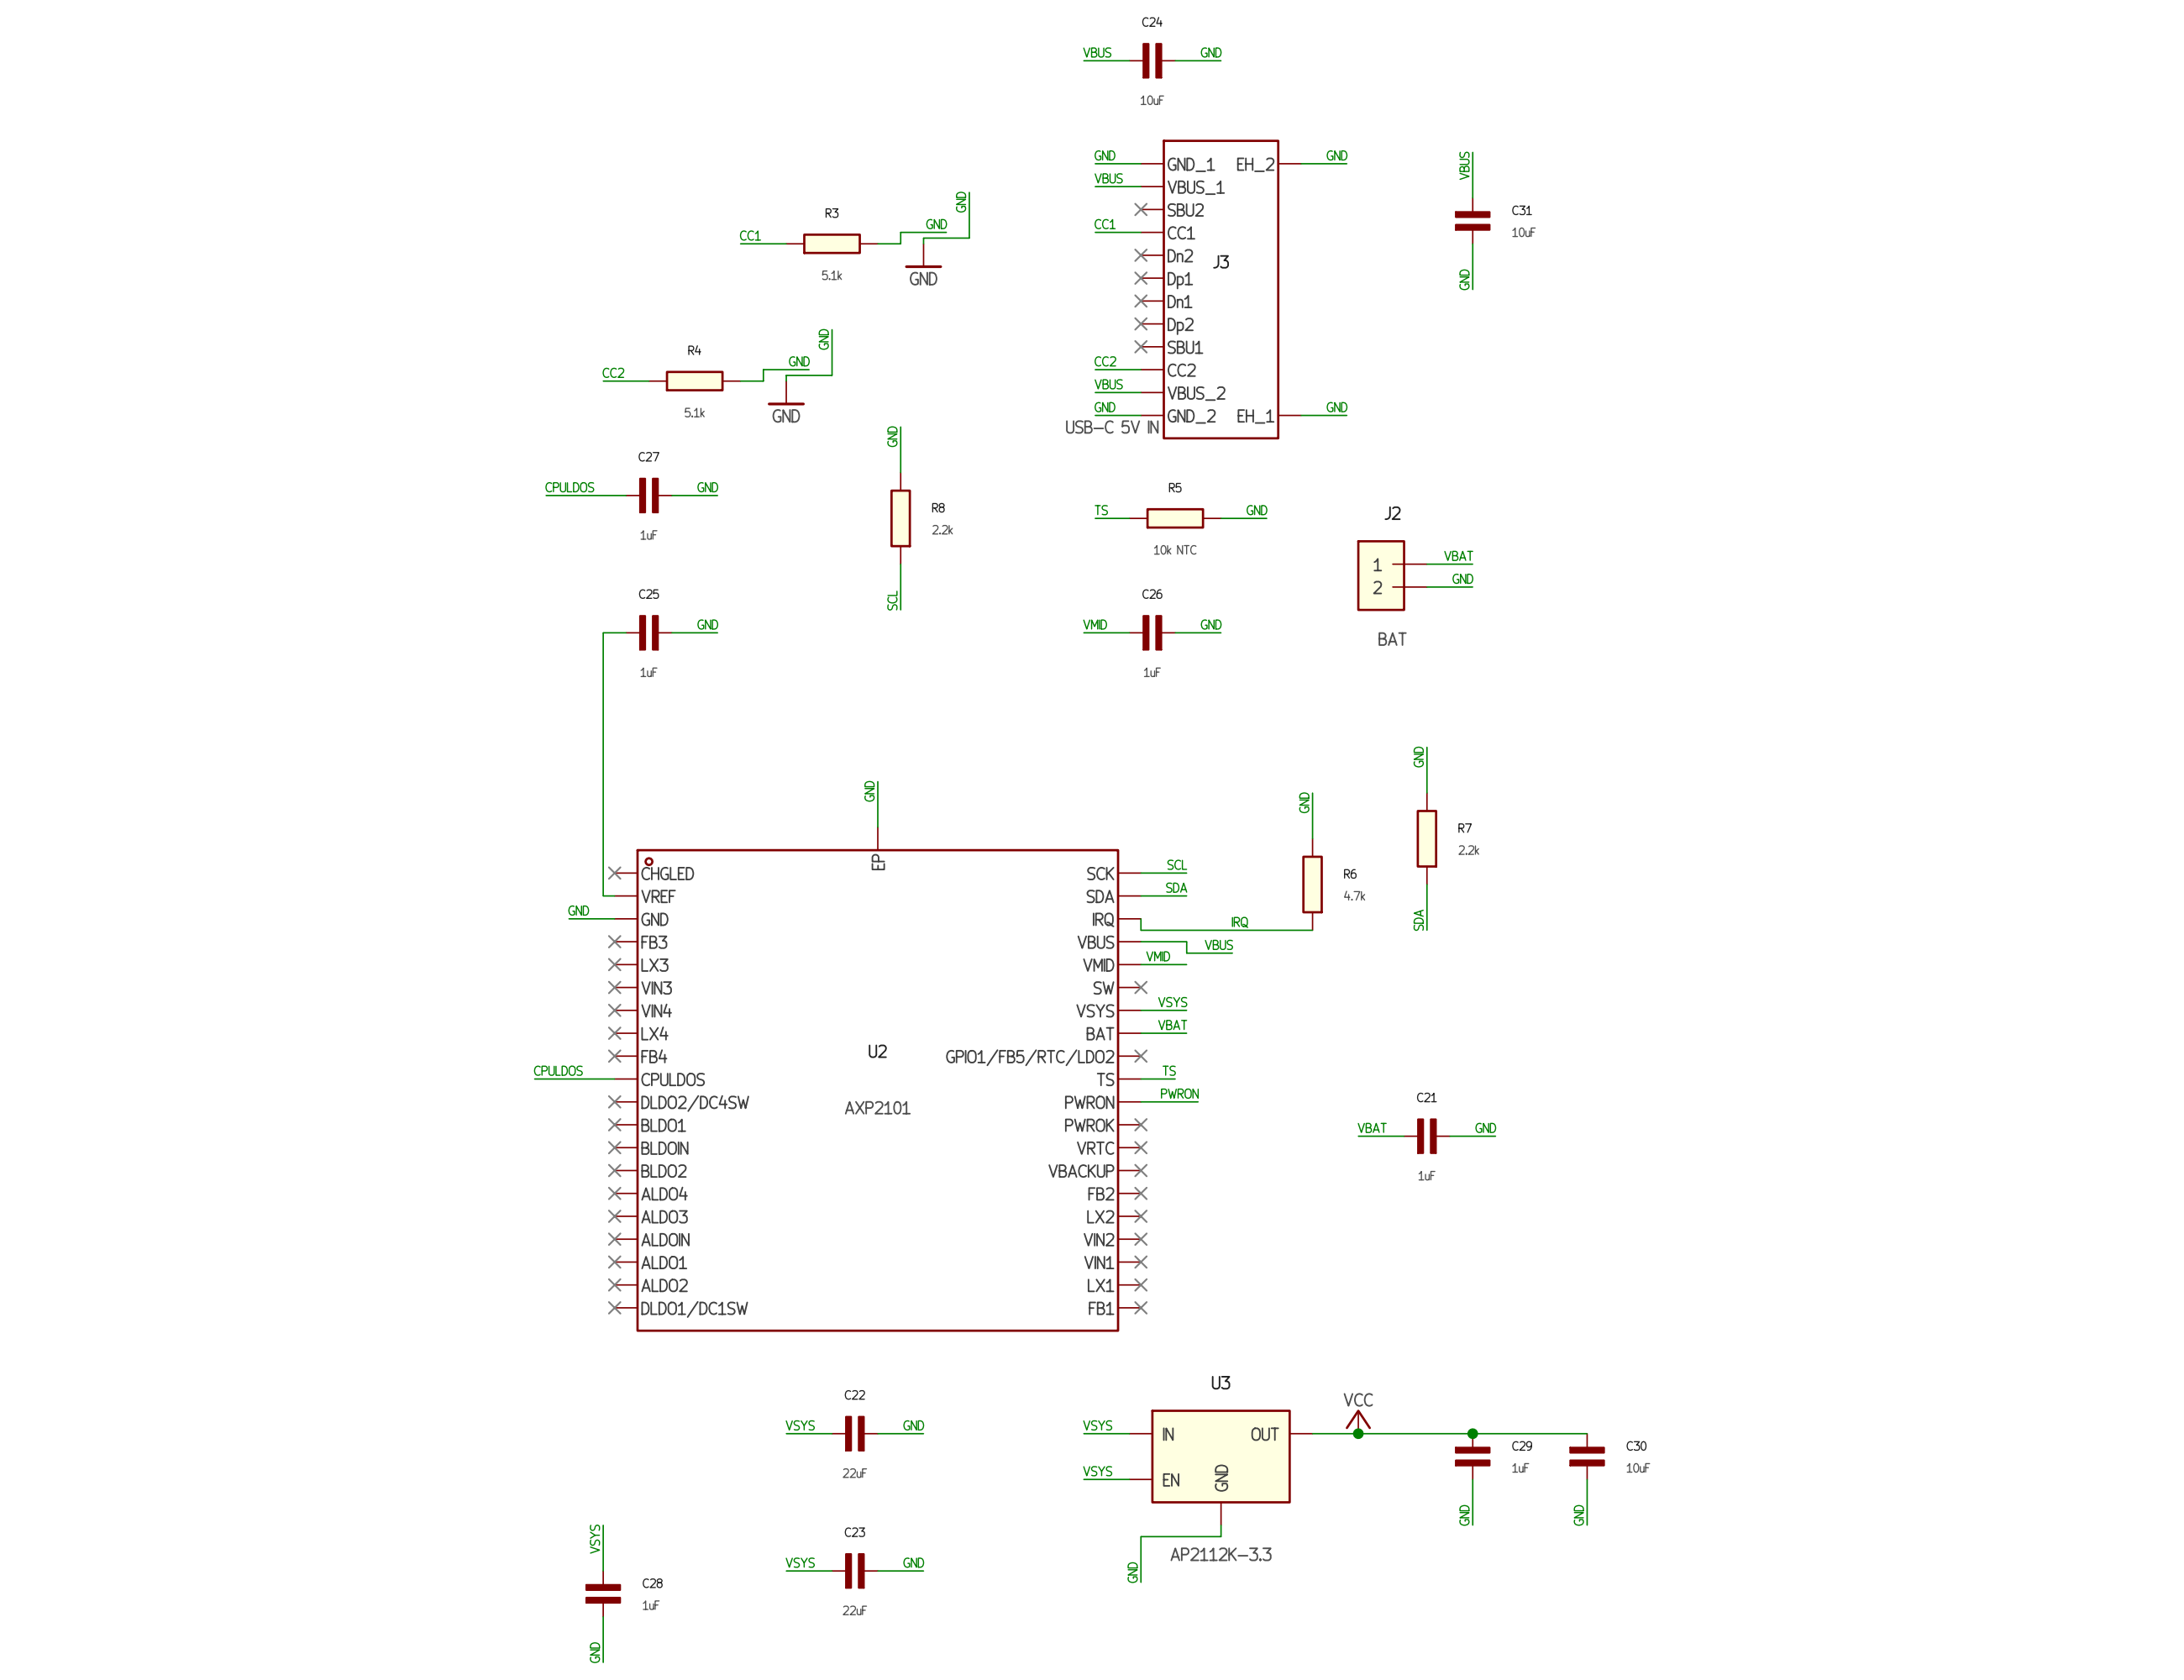 C24
VBUS GND
10uF
GND GND_1 EH_2 GND
VBUS VBUS_1
SBU2
CC1 CC1
Dn2
J3
Dp1
Dn1
Dp2
SBU1
CC2 CC2
VBUS VBUS_2
GND GND_2 EH_1 GND
USB-C 5V IN
VBUS
C31
10uF
GND
R3
CC1 GND GND
5.1k
GND
R4
CC2 GND GND
5.1k
GND
C27
CPULDOS GND
1uF
GND
R8
2.2k
SCL
R5
TS GND
10k NTC
J2
1 VBAT
2 GND
BAT
C25
GND
1uF
C26
VMID GND
1uF
GND
R7
2.2k
SDA
GND
R6
4.7k
GND
EP
CHGLED SCK SCL
VREF SDA SDA
GND GND IRQ IRQ
FB3 VBUS VBUS
LX3 VMID VMID
VIN3 SW
VIN4 VSYS VSYS
LX4 BAT VBAT
U2
FB4 GPIO1/FB5/RTC/LDO2
CPULDOS CPULDOS TS TS
DLDO2/DC4SW AXP2101 PWRON PWRON
BLDO1 PWROK
BLDOIN VRTC
BLDO2 VBACKUP
ALDO4 FB2
ALDO3 LX2
ALDOIN VIN2
ALDO1 VIN1
ALDO2 LX1
DLDO1/DC1SW FB1
C21
VBAT GND
1uF
C22
VSYS GND
22uF
U3
VCC
VSYS IN OUT
VSYS EN GND
GND
AP2112K-3.3
C29
1uF
GND
C30
10uF
GND
C23
VSYS GND
22uF
VSYS
C28
1uF
GND